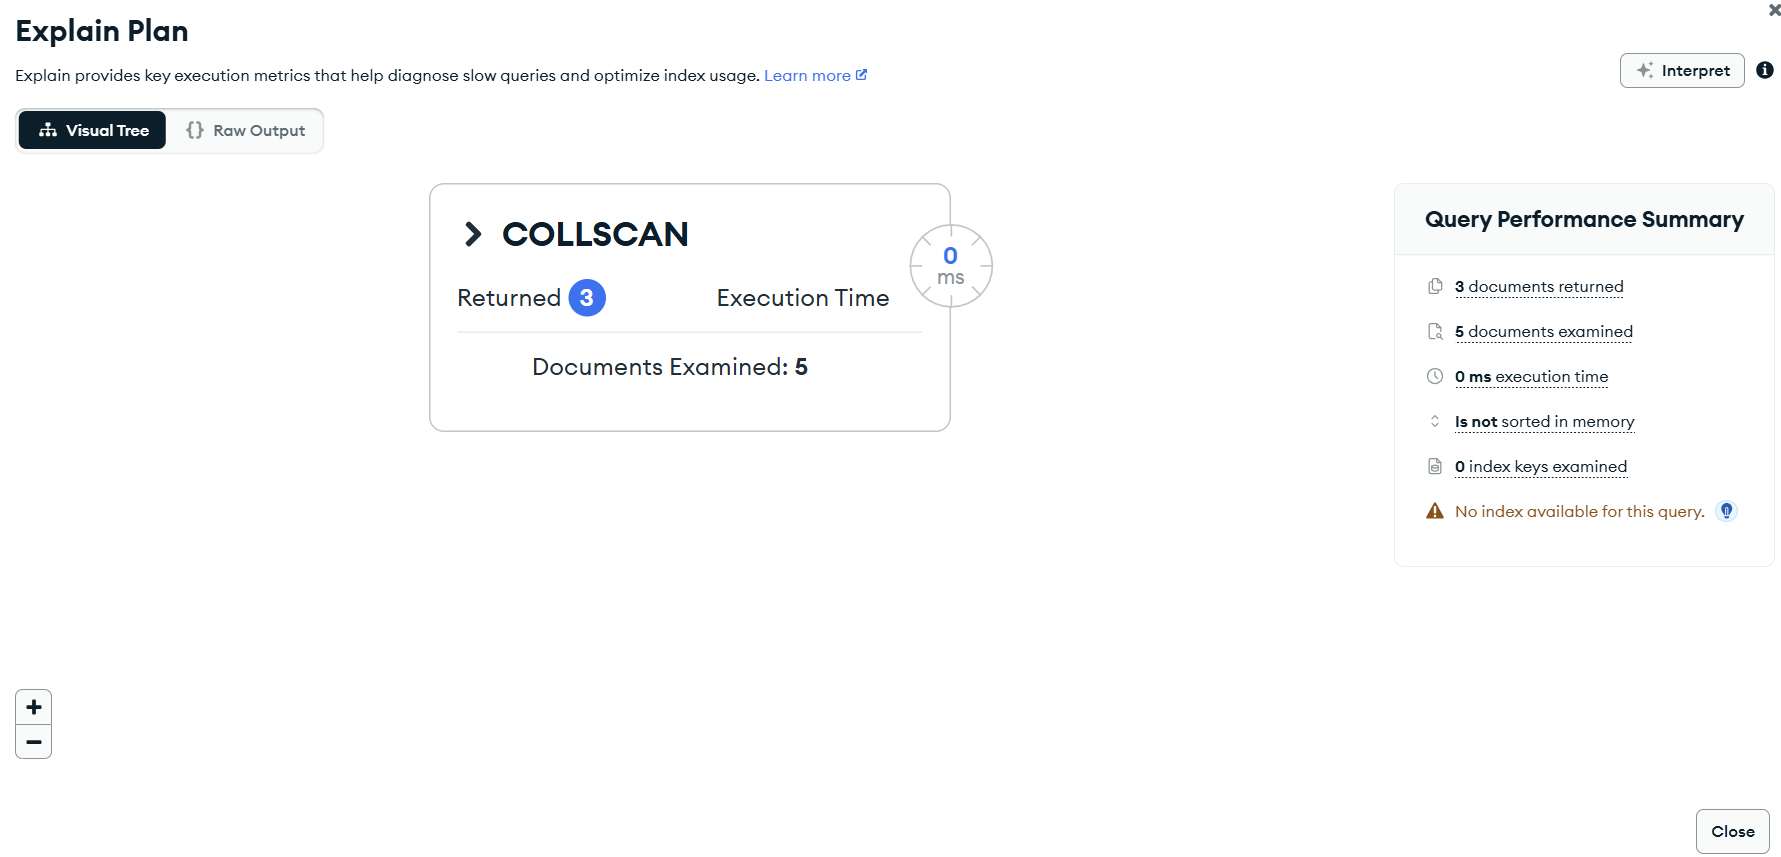 Explain Plan
Explain provides key execution metrics that help diagnose slow queries and optimize index usage. Learn more
Interpret
Visual Tree
{} Raw Output
COLLSCAN
Returned 3
Execution Time
0
ms
Documents Examined: 5
Query Performance Summary
3 documents returned
5 documents examined
0 ms execution time
Is not sorted in memory
0 index keys examined
No index available for this query.
Close